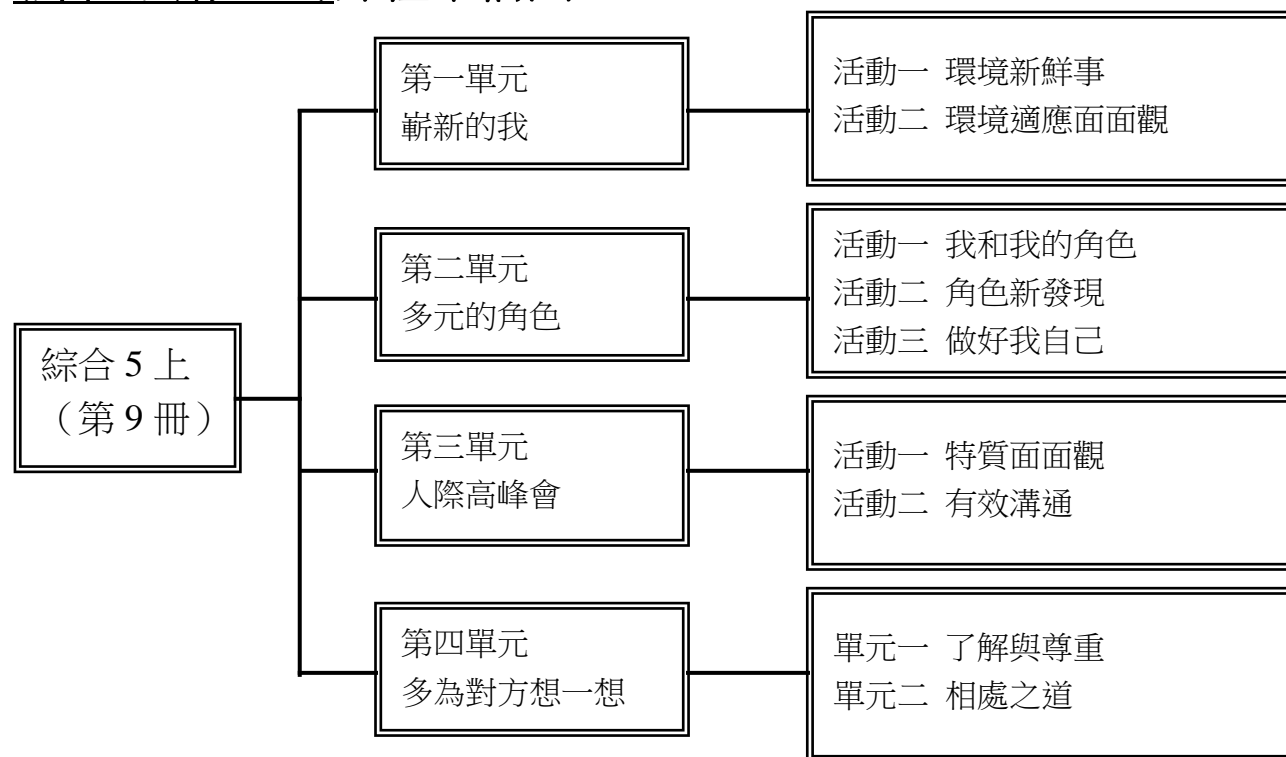 綜合 5 上
（第 9 冊）
第一單元
嶄新的我
活動一 環境新鮮事
活動二 環境適應面面觀
第二單元
多元的角色
活動一 我和我的角色
活動二 角色新發現
活動三 做好我自己
第三單元
人際高峰會
活動一 特質面面觀
活動二 有效溝通
第四單元
多為對方想一想
單元一 了解與尊重
單元二 相處之道